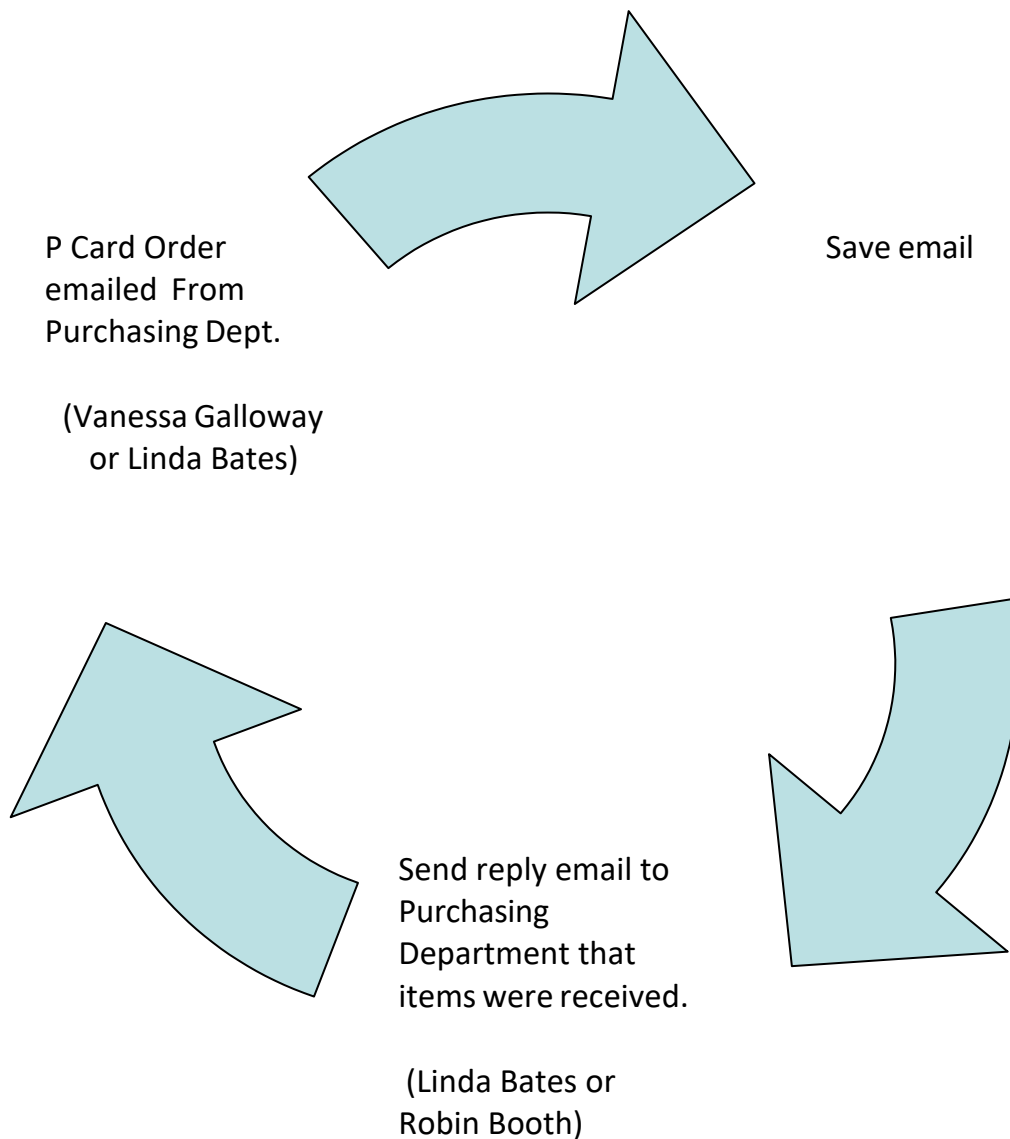 P Card Order
emailed  From
Purchasing Dept.
(Vanessa Galloway
or Linda Bates)
Save email
Send reply email to
Purchasing
Department that
items were received.
(Linda Bates or
Robin Booth)